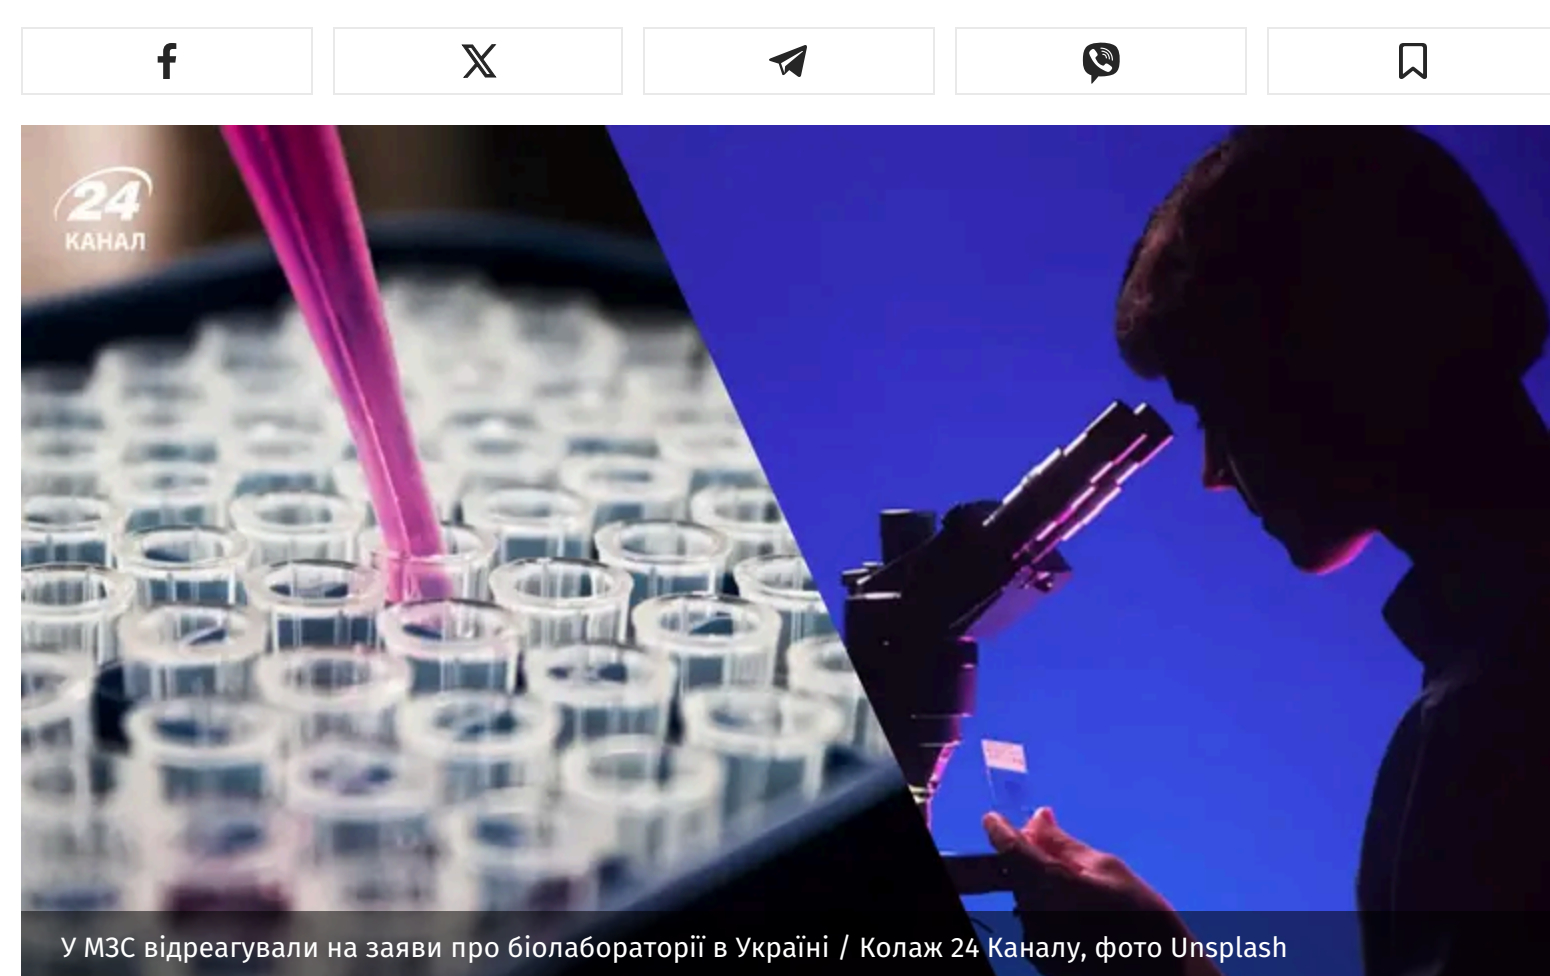 24
КАНАЛ
У МЗС відреагували на заяви про біолабораторії в Україні / Колаж 24 Каналу, фото Unsplash